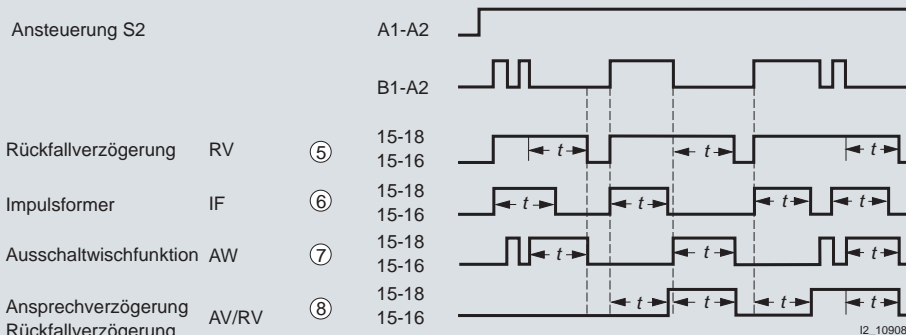 Ansteuerung S2 A1-A2
B1-A2
Rückfallverzögerung RV ⑤ 15-18
15-16
t t t
Impulsformer IF ⑥ 15-18
15-16
t t t t
Ausschaltwischfunktion AW ⑦ 15-18
15-16
t t t
Ansprechverzögerung
Rückfallverzögerung AV/RV ⑧ 15-18
15-16
t t t t